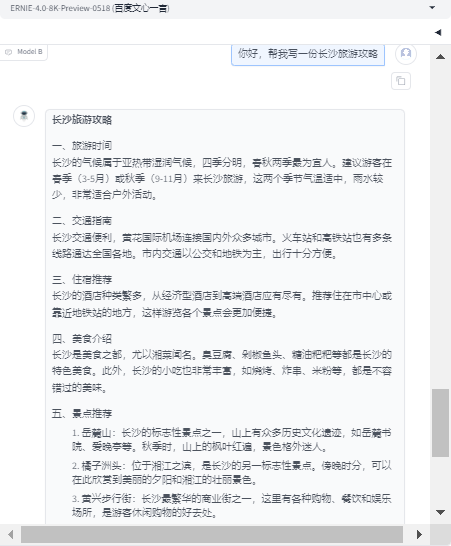 ERNIE-4.0-8K-Preview-0518 (百度文心一言)
Model B
你好，帮我写一份长沙旅游攻略
长沙旅游攻略
一、旅游时间
长沙的气候属于亚热带湿润气候，四季分明，春秋两季最为宜人。建议游客在
春季（3-5月）或秋季（9-11月）来长沙旅游，这两个季节气温适中，雨水较
少，非常适合户外活动。
二、交通指南
长沙交通便利，黄花国际机场连接国内外众多城市。火车站和高铁站也有多条
线路通达全国各地。市内交通以公交和地铁为主，出行十分方便。
三、住宿推荐
长沙的酒店种类繁多，从经济型酒店到高端酒店应有尽有。推荐住在市中心或
靠近地铁站的地方，这样游览各个景点会更加便捷。
四、美食介绍
长沙是美食之都，尤以湘菜闻名。臭豆腐、剁椒鱼头、糖油粑粑等都是长沙的
特色美食。此外，长沙的小吃也非常丰富，如烧烤、炸串、米粉等，都是不容
错过的美味。
五、景点推荐
1. 岳麓山：长沙的标志性景点之一，山上有众多历史文化遗迹，如岳麓书
院、爱晚亭等。秋季时，山上的枫叶红遍，景色格外迷人。
2. 橘子洲头：位于湘江之滨，是长沙的另一标志性景点。傍晚时分，可以
在此欣赏到美丽的夕阳和湘江的壮丽景色。
3. 黄兴步行街：长沙最繁华的商业街之一，这里有各种购物、餐饮和娱乐
场所，是游客休闲购物的好去处。